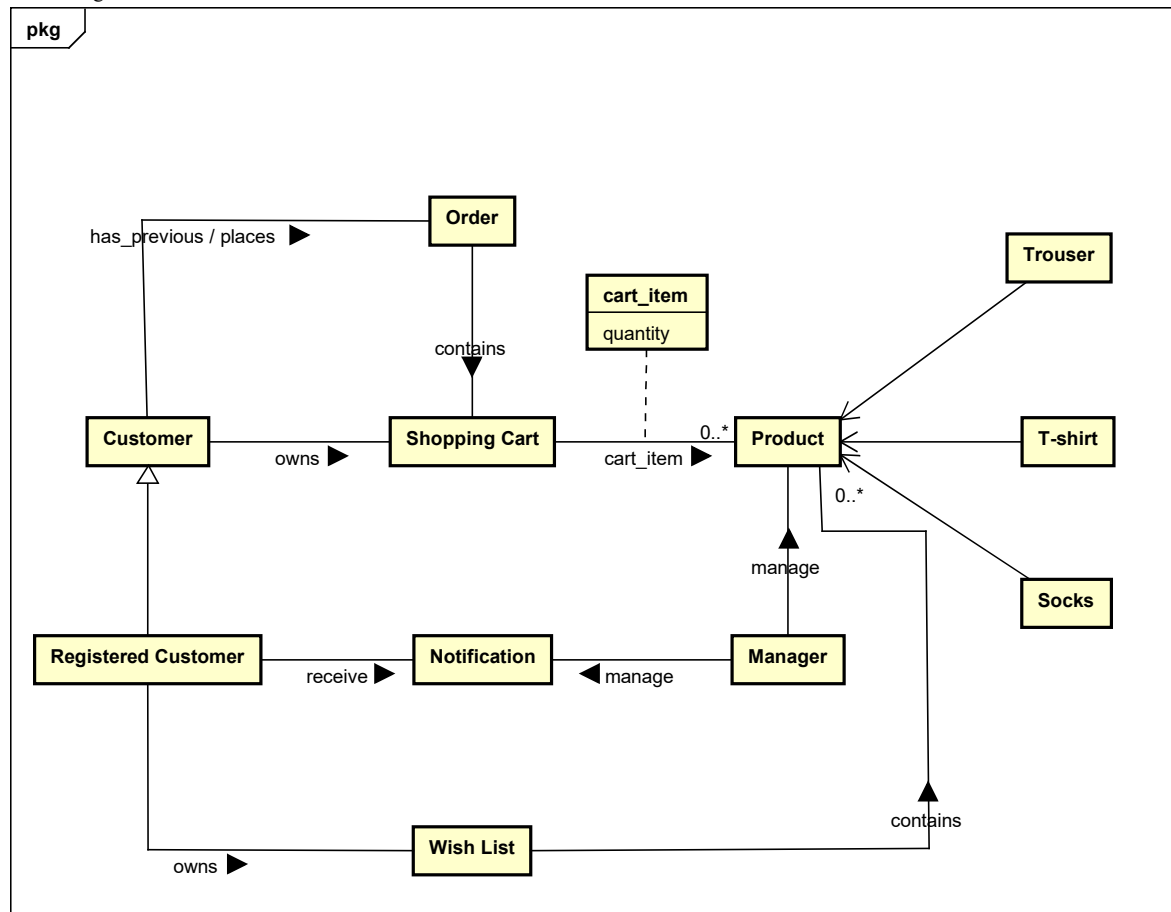 pkg
Order
has_previous / places
Trouser
cart_item
quantity
contains
Customer
Shopping Cart
0..*
Product
T-shirt
owns
cart_item
0..*
manage
Socks
Registered Customer
Notification
Manager
receive
manage
contains
Wish List
owns